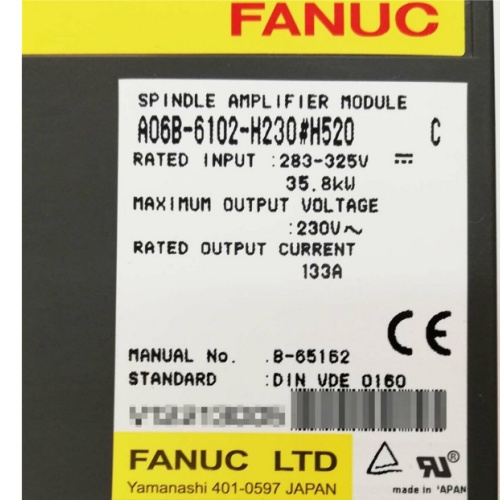 FANUC
SPINDLE AMPLIFIER MODULE
A06B-6102-H230#H520 C
RATED INPUT :283-325V ⎓
35.8kW
MAXIMUM OUTPUT VOLTAGE
:230V~
RATED OUTPUT CURRENT
133A
CE
MANUAL No. .B-65162
STANDARD :DIN VDE 0160
FANUC LTD
Yamanashi 401-0597 JAPAN
made in 'APAN